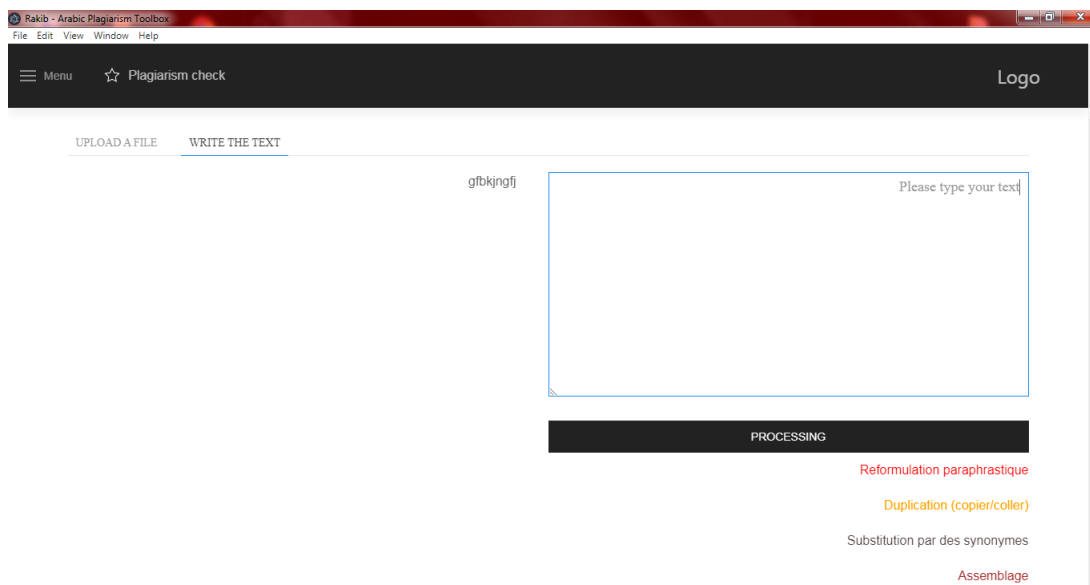 Rakib - Arabic Plagiarism Toolbox
File Edit View Window Help
Menu Plagiarism check Logo
UPLOAD A FILE WRITE THE TEXT
gfbkjngfj Please type your text
PROCESSING
Reformulation paraphrastique
Duplication (copier/coller)
Substitution par des synonymes
Assemblage